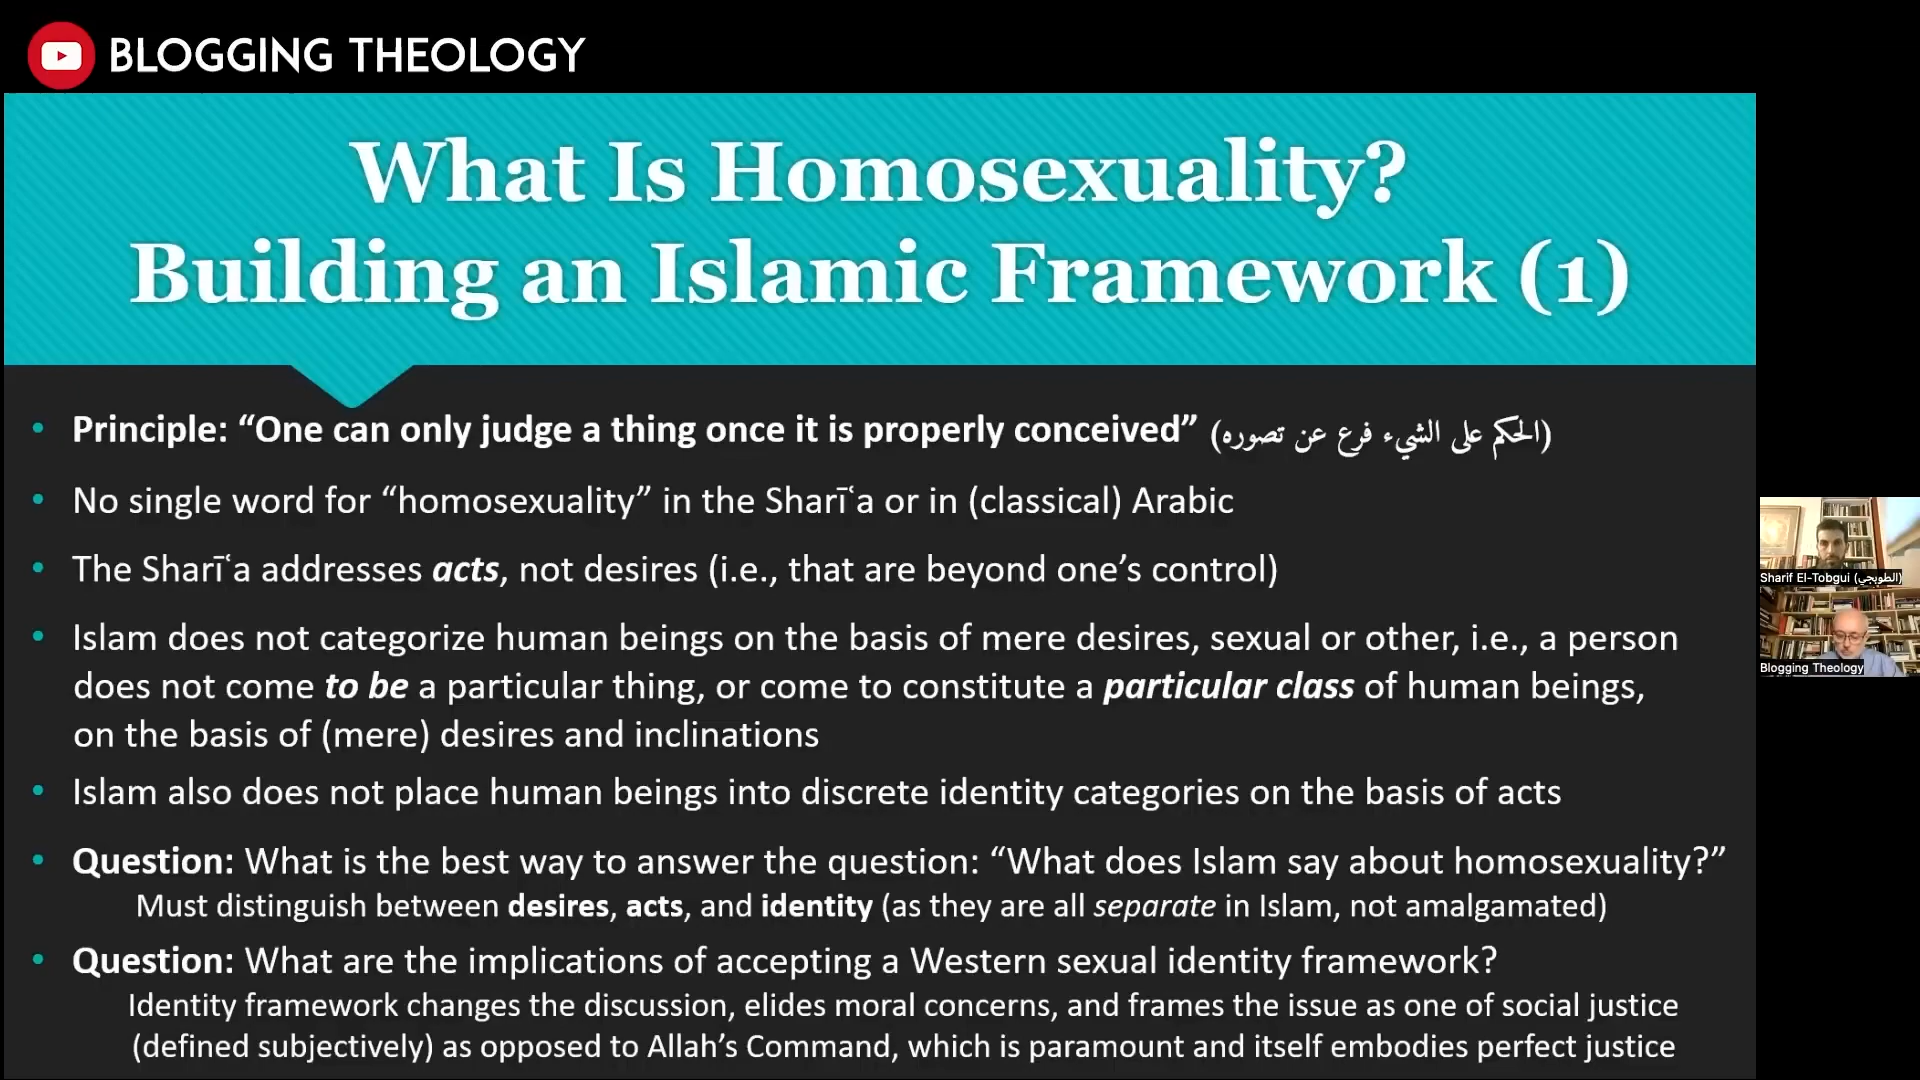 BLOGGING THEOLOGY
What Is Homosexuality?
Building an Islamic Framework (1)
• Principle: “One can only judge a thing once it is properly conceived” (الحكم على الشيء فرع عن تصوره)
• No single word for “homosexuality” in the Sharīʿa or in (classical) Arabic
• The Sharīʿa addresses acts, not desires (i.e., that are beyond one’s control)
• Islam does not categorize human beings on the basis of mere desires, sexual or other, i.e., a person
does not come to be a particular thing, or come to constitute a particular class of human beings,
on the basis of (mere) desires and inclinations
• Islam also does not place human beings into discrete identity categories on the basis of acts
• Question: What is the best way to answer the question: “What does Islam say about homosexuality?”
Must distinguish between desires, acts, and identity (as they are all separate in Islam, not amalgamated)
• Question: What are the implications of accepting a Western sexual identity framework?
Identity framework changes the discussion, elides moral concerns, and frames the issue as one of social justice
(defined subjectively) as opposed to Allah’s Command, which is paramount and itself embodies perfect justice
Sharif El-Tobgui (الطوبجي)
Blogging Theology